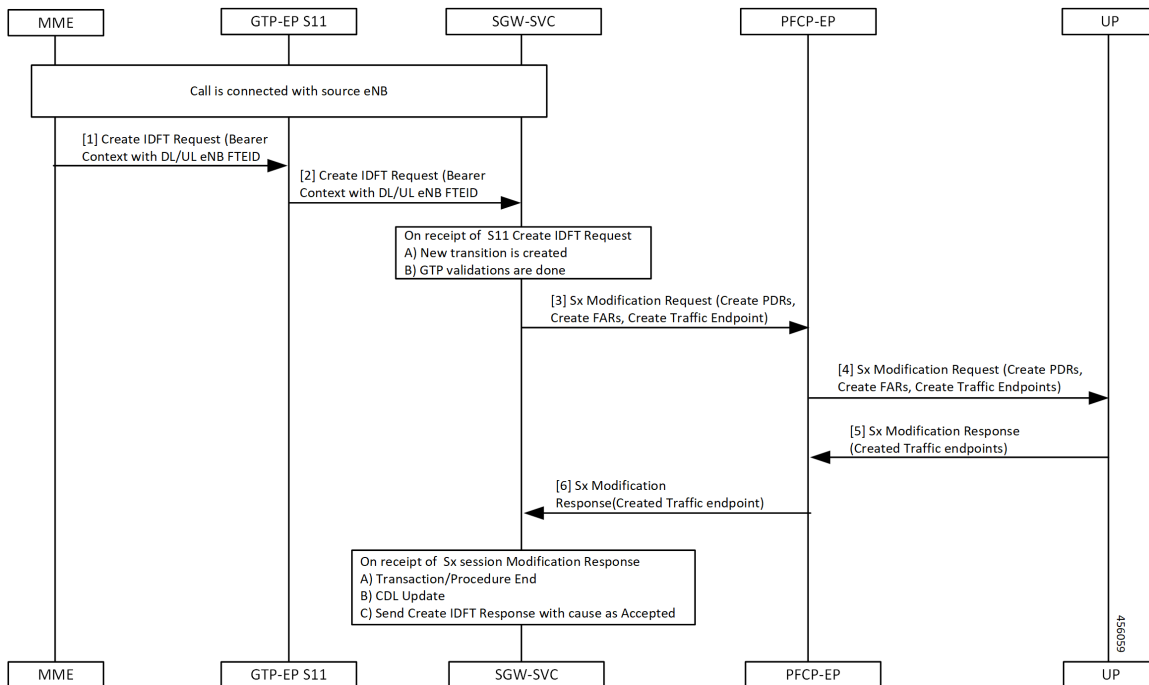 MME
GTP-EP S11
SGW-SVC
PFCP-EP
UP
Call is connected with source eNB
[1] Create IDFT Request (Bearer
Context with DL/UL eNB FTEID
[2] Create IDFT Request (Bearer
Context with DL/UL eNB FTEID
On receipt of S11 Create IDFT Request
A) New transition is created
B) GTP validations are done
[3] Sx Modification Request (Create PDRs,
Create FARs, Create Traffic Endpoint)
[4] Sx Modification Request (Create PDRs,
Create FARs, Create Traffic Endpoints)
[5] Sx Modification Response
(Created Traffic endpoints)
[6] Sx Modification
Response(Created Traffic endpoint)
On receipt of Sx session Modification Response
A) Transaction/Procedure End
B) CDL Update
C) Send Create IDFT Response with cause as Accepted
456059
MME
GTP-EP S11
SGW-SVC
PFCP-EP
UP